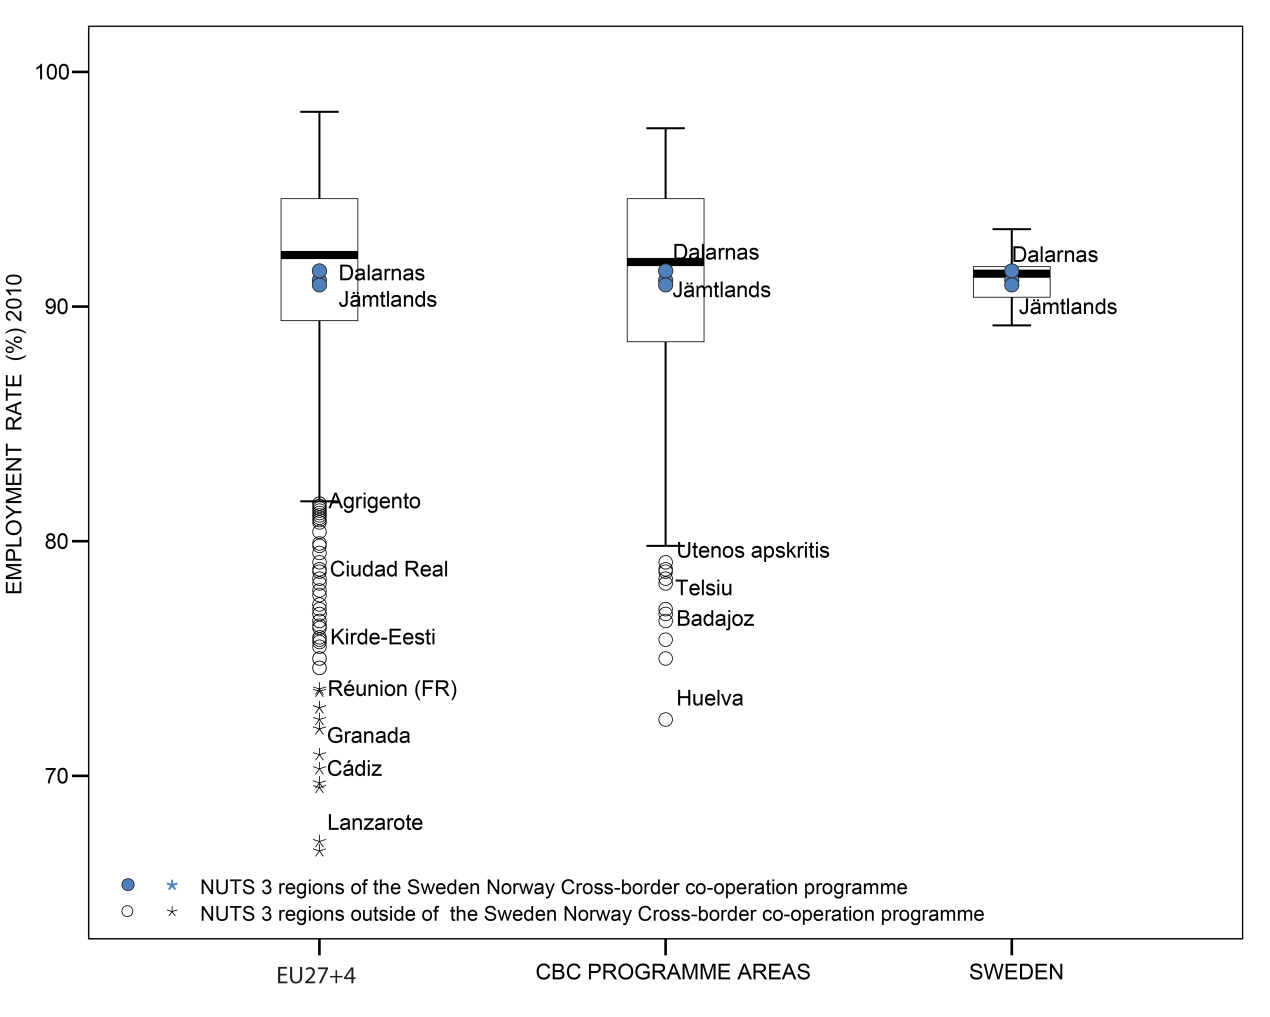 EMPLOYMENT RATE (%) 2010
100
90
80
70
Dalarnas
Jämtlands
Agrigento
Ciudad Real
Kirde-Eesti
Réunion (FR)
Granada
Cádiz
Lanzarote
Dalarnas
Jämtlands
Utenos apskritis
Telsiu
Badajoz
Huelva
Dalarnas
Jämtlands
NUTS 3 regions of the Sweden Norway Cross-border co-operation programme
NUTS 3 regions outside of the Sweden Norway Cross-border co-operation programme
EU27+4
CBC PROGRAMME AREAS
SWEDEN